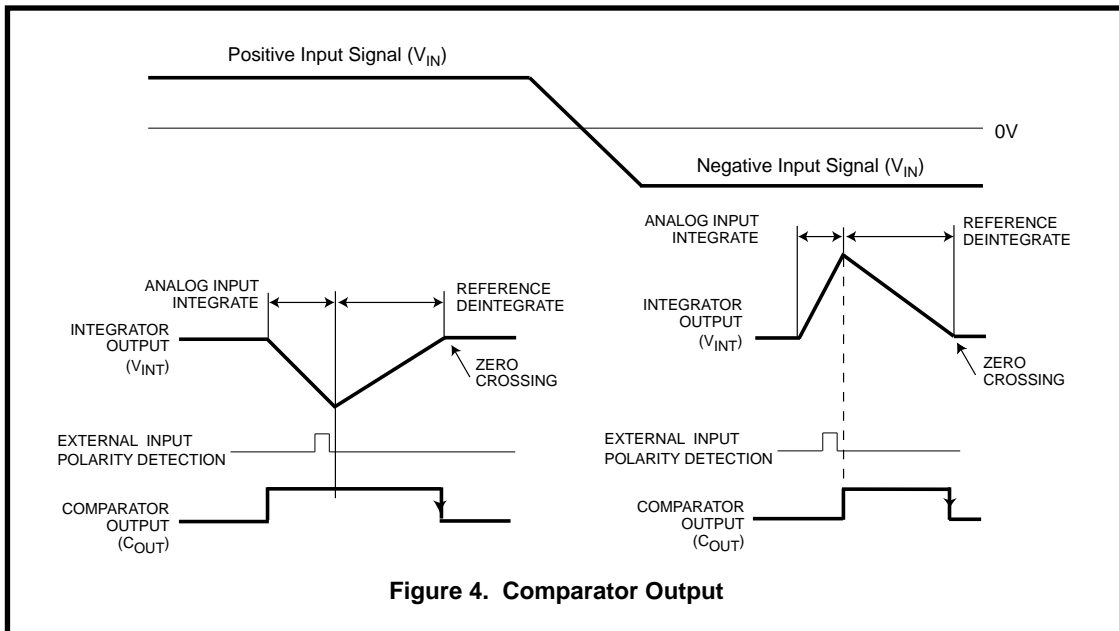 Positive Input Signal (VIN)
0V
Negative Input Signal (VIN)
ANALOG INPUT
INTEGRATE
REFERENCE
DEINTEGRATE
INTEGRATOR
OUTPUT
(VINT)
ZERO
CROSSING
EXTERNAL INPUT
POLARITY DETECTION
COMPARATOR
OUTPUT
(COUT)
ANALOG INPUT
INTEGRATE
REFERENCE
DEINTEGRATE
INTEGRATOR
OUTPUT
(VINT)
ZERO
CROSSING
EXTERNAL INPUT
POLARITY DETECTION
COMPARATOR
OUTPUT
(COUT)
Figure 4. Comparator Output